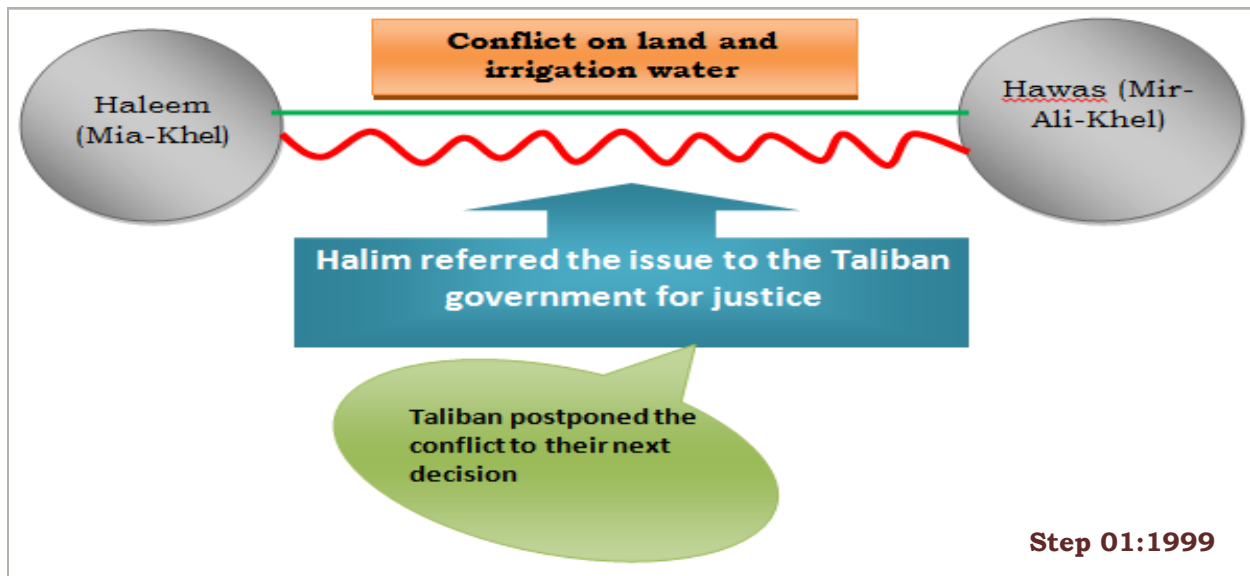 Conflict on land and
irrigation water
Haleem
(Mia-Khel)
Hawas (Mir-
Ali-Khel)
Halim referred the issue to the Taliban
government for justice
Taliban postponed the
conflict to their next
decision
Step 01:1999